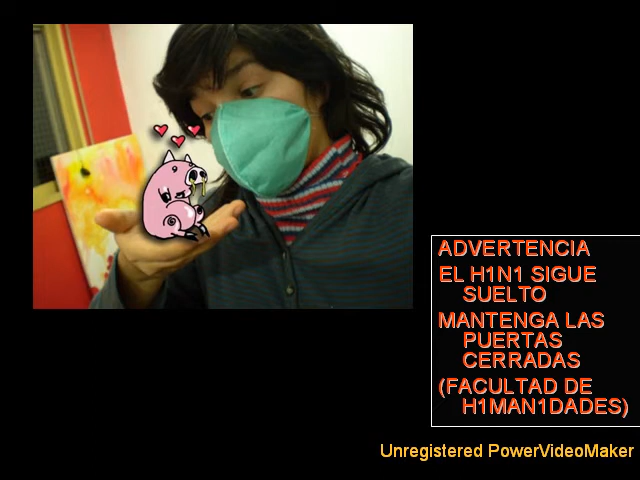 ADVERTENCIA
EL H1N1 SIGUE
SUELTO
MANTENGA LAS
PUERTAS
CERRADAS
(FACULTAD DE
H1MAN1DADES)
Unregistered PowerVideoMaker